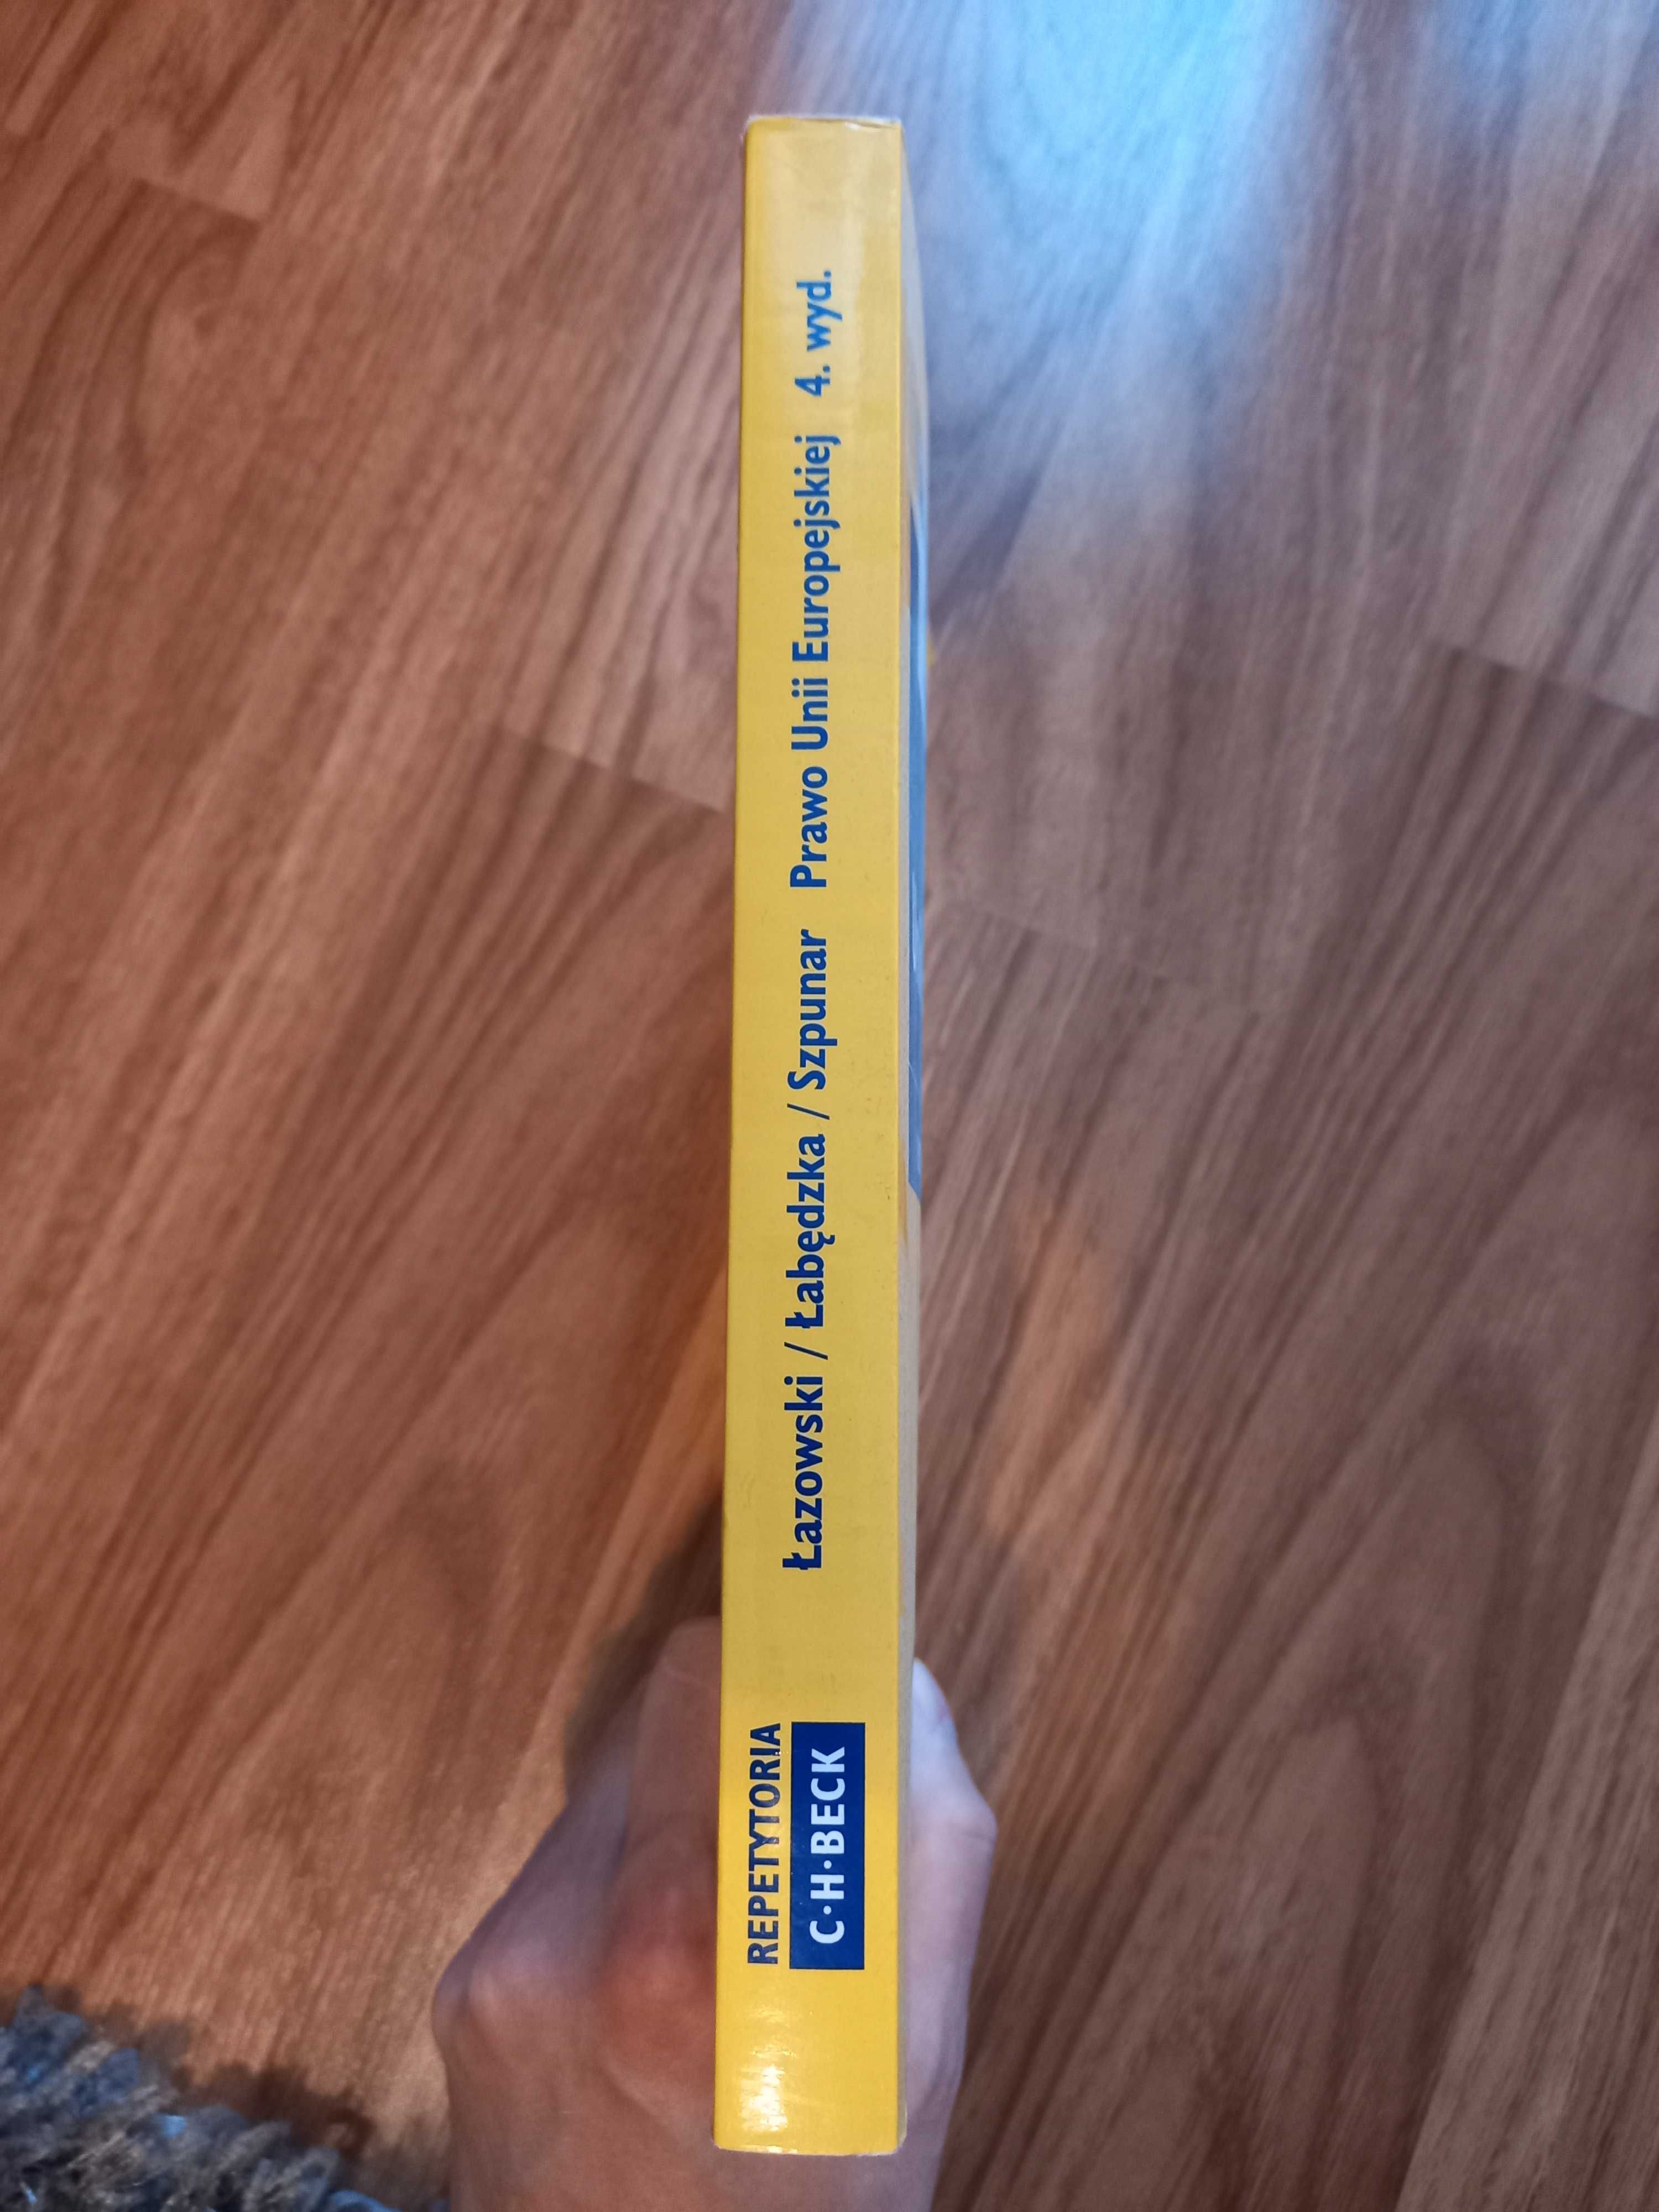 REPETYTORIA
C·H·BECK
Łazowski / Łabędzka / Szpunar Prawo Unii Europejskiej 4. wyd.